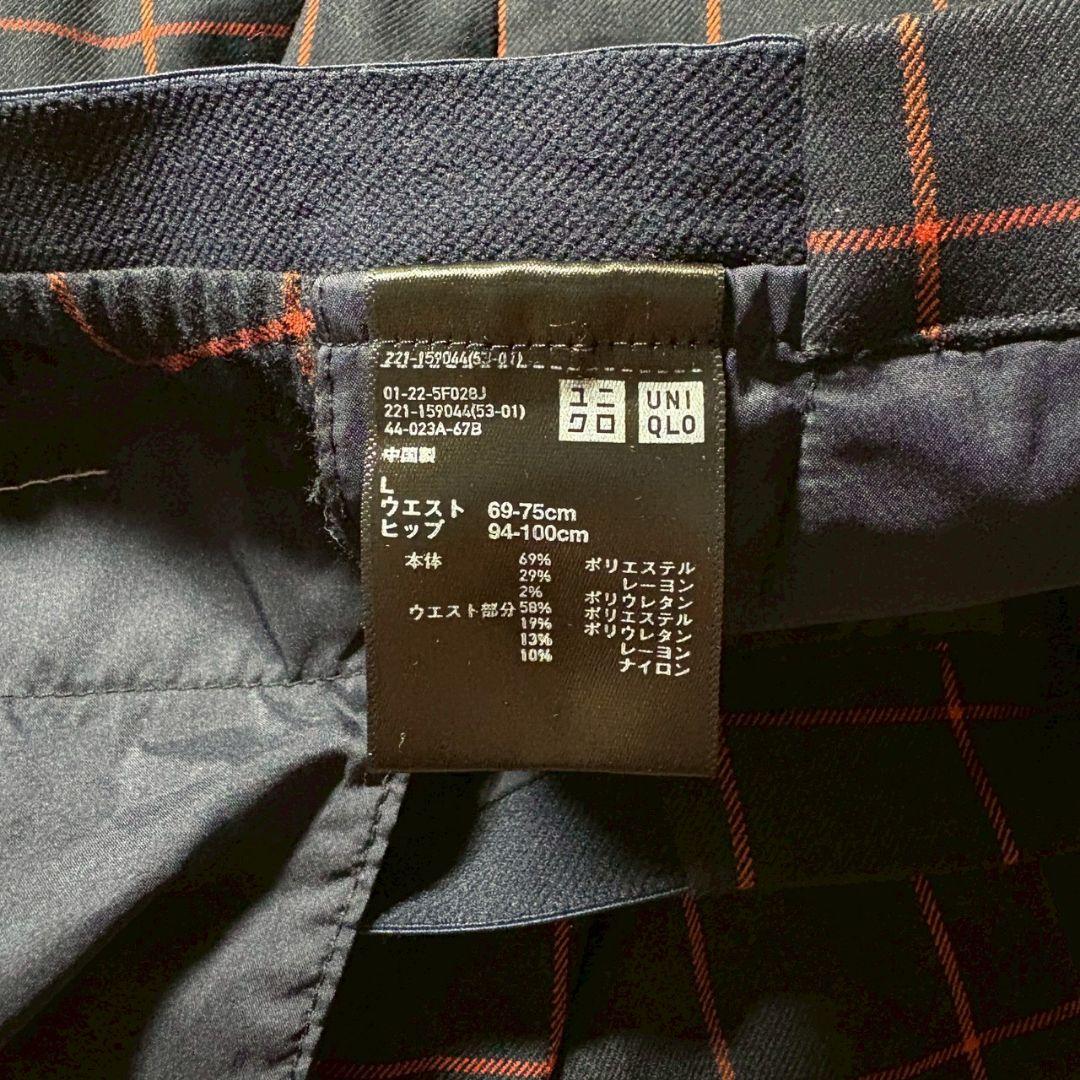 221-159044(53-01)
01-22-5F028J
221-159044(53-01)
44-023A-67B
ユニ
クロ
UNI
QLO
中国製
L
ウエスト 69-75cm
ヒップ 94-100cm
本体 69% ポリエステル
29% レーヨン
2% ポリウレタン
ウエスト部分 58% ポリエステル
19% ポリウレタン
13% レーヨン
10% ナイロン